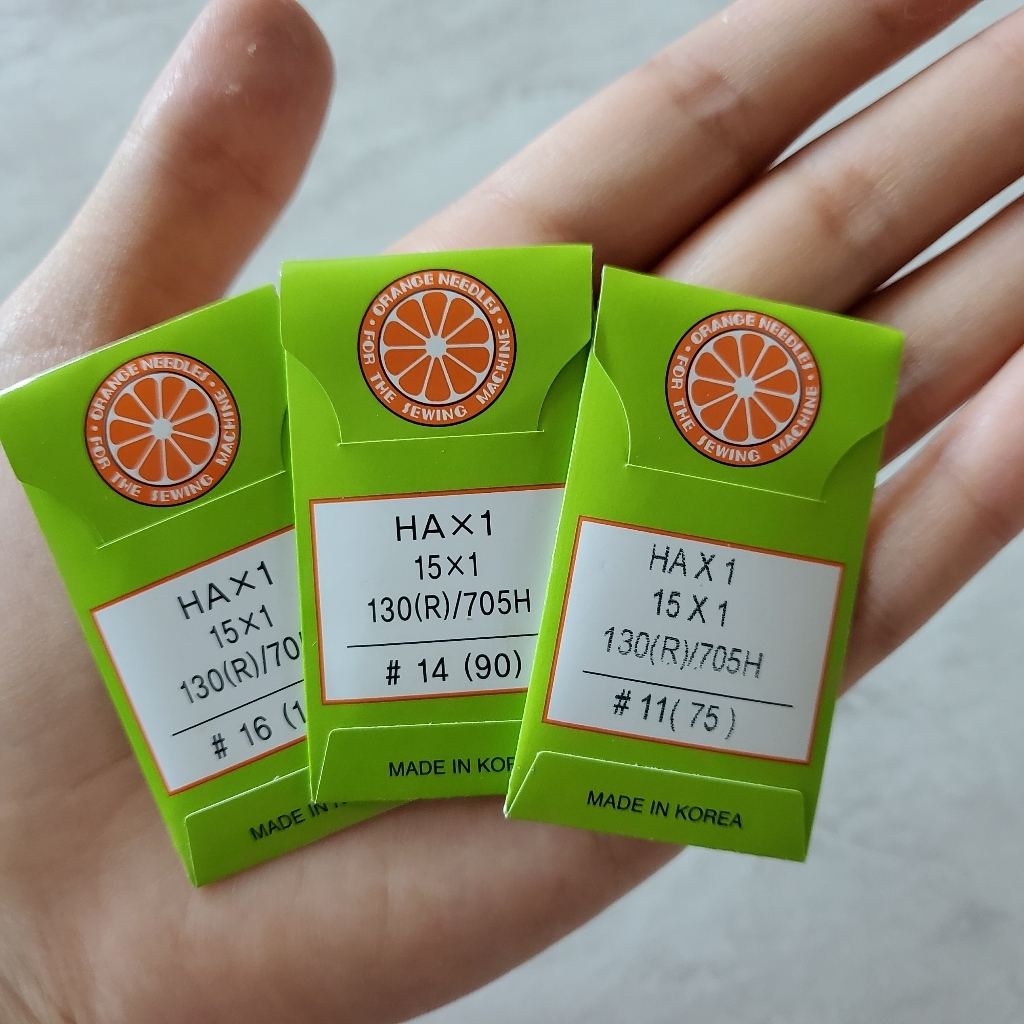 • ORANGE NEEDLES •
FOR THE SEWING MACHINE
HA×1
15×1
130(R)/70
# 16 (1
MADE IN
• ORANGE NEEDLES •
FOR THE SEWING MACHINE
HA×1
15×1
130(R)/705H
# 14 (90)
MADE IN KOR
• ORANGE NEEDLES •
FOR THE SEWING MACHINE
HA X 1
15 X 1
130(R)/705H
# 11( 75 )
MADE IN KOREA